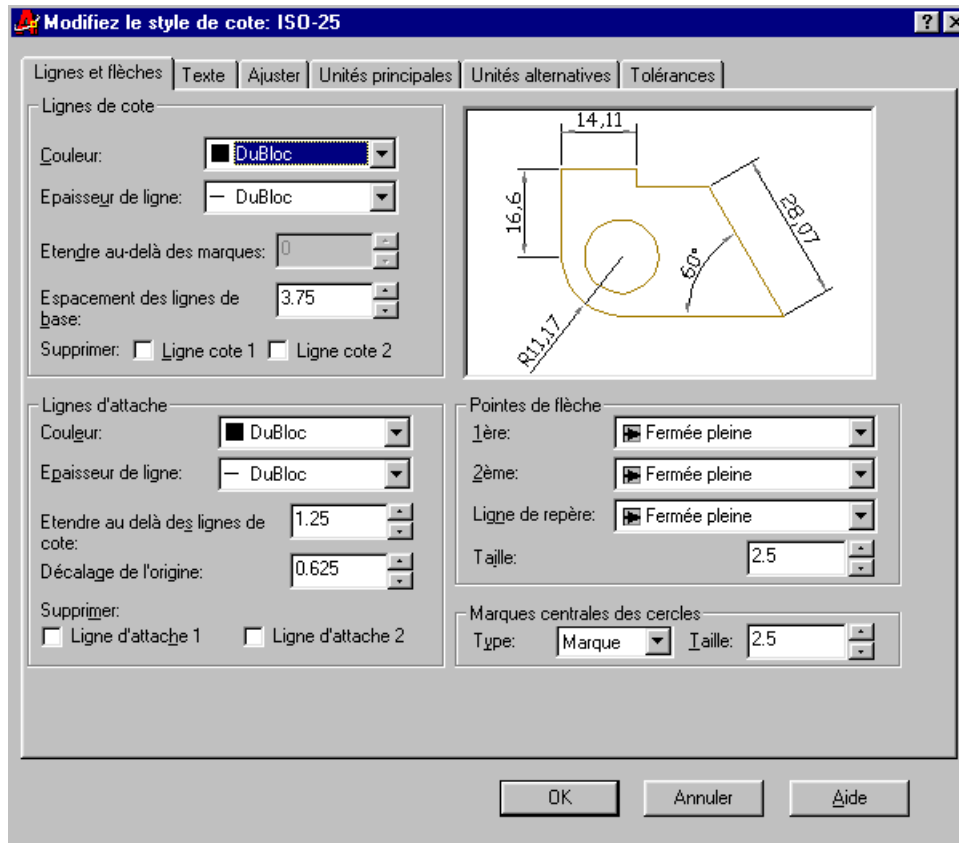 Modifiez le style de cote: ISO-25
Lignes et flèches Texte Ajuster Unités principales Unités alternatives Tolérances
Lignes de cote
Couleur: DuBloc
Epaisseur de ligne: DuBloc
Etendre au-delà des marques: 0
Espacement des lignes de
base: 3.75
Supprimer: Ligne cote 1 Ligne cote 2
14,11
16,6
28,07
60°
R11,17
Lignes d'attache
Couleur: DuBloc
Epaisseur de ligne: DuBloc
Etendre au delà des lignes de
cote: 1.25
Décalage de l'origine: 0.625
Supprimer:
Ligne d'attache 1 Ligne d'attache 2
Pointes de flèche
1ère: Fermée pleine
2ème: Fermée pleine
Ligne de repère: Fermée pleine
Taille: 2.5
Marques centrales des cercles
Type: Marque Taille: 2.5
OK Annuler Aide